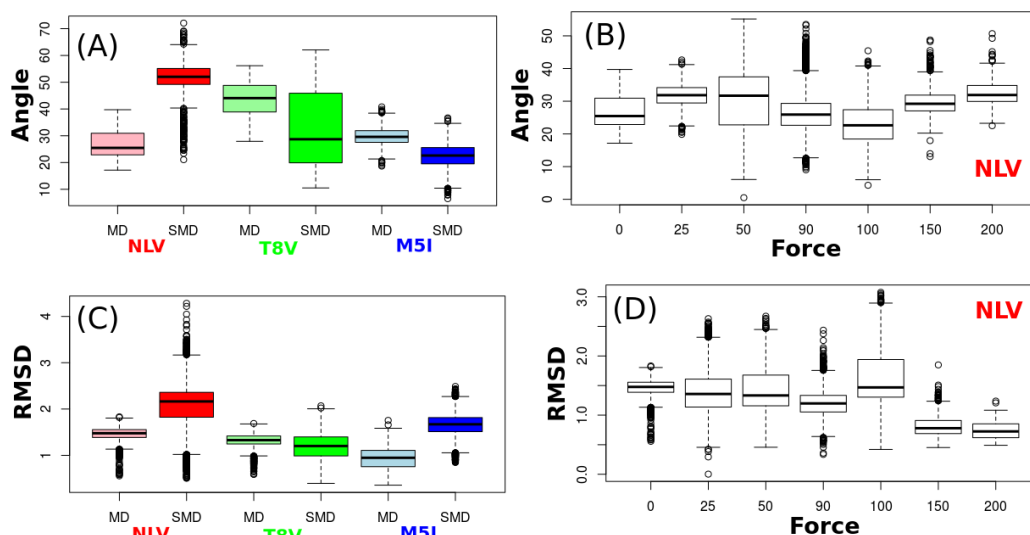 (A)
Angle
70
60
50
40
30
20
10
MD SMD MD SMD MD SMD
NLV T8V M5I
(B)
Angle
50
40
30
20
10
0
0 25 50 90 100 150 200
Force
NLV
(C)
RMSD
4
3
2
1
MD SMD MD SMD MD SMD
NLV T8V M5I
(D)
RMSD
3.0
2.0
1.0
0.0
0 25 50 90 100 150 200
Force
NLV